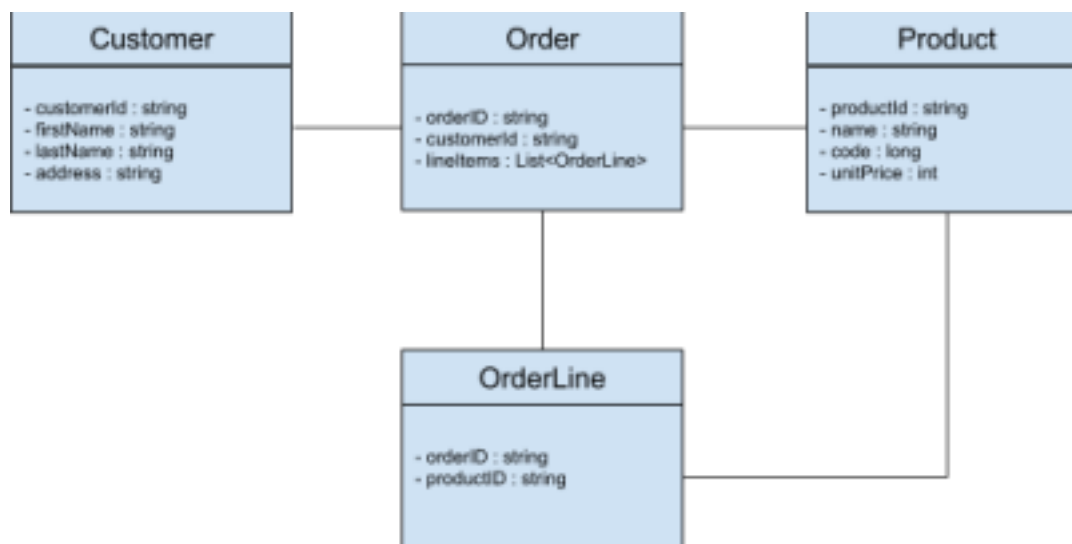 Customer
- customerId : string
- firstName : string
- lastName : string
- address : string
Order
- orderID : string
- customerId : string
- lineItems : List<OrderLine>
Product
- productId : string
- name : string
- code : long
- unitPrice : int
OrderLine
- orderID : string
- productID : string